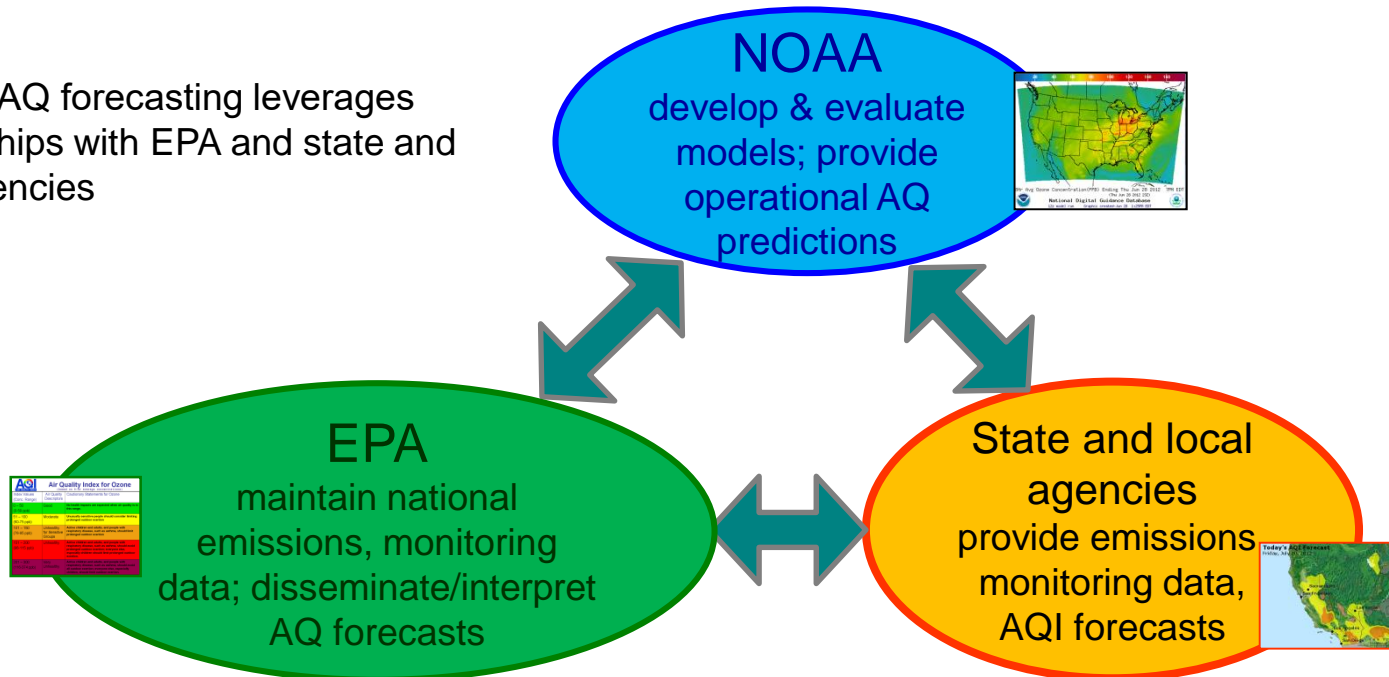 AQ forecasting leverages
hips with EPA and state and
encies
NOAA
develop & evaluate
models; provide
operational AQ
predictions
National Digital Guidance Database
EPA
maintain national
emissions, monitoring
data; disseminate/interpret
AQ forecasts
AQI
Air Quality Index for Ozone
State and local
agencies
provide emissions
monitoring data,
AQI forecasts
Today's AQI Forecast